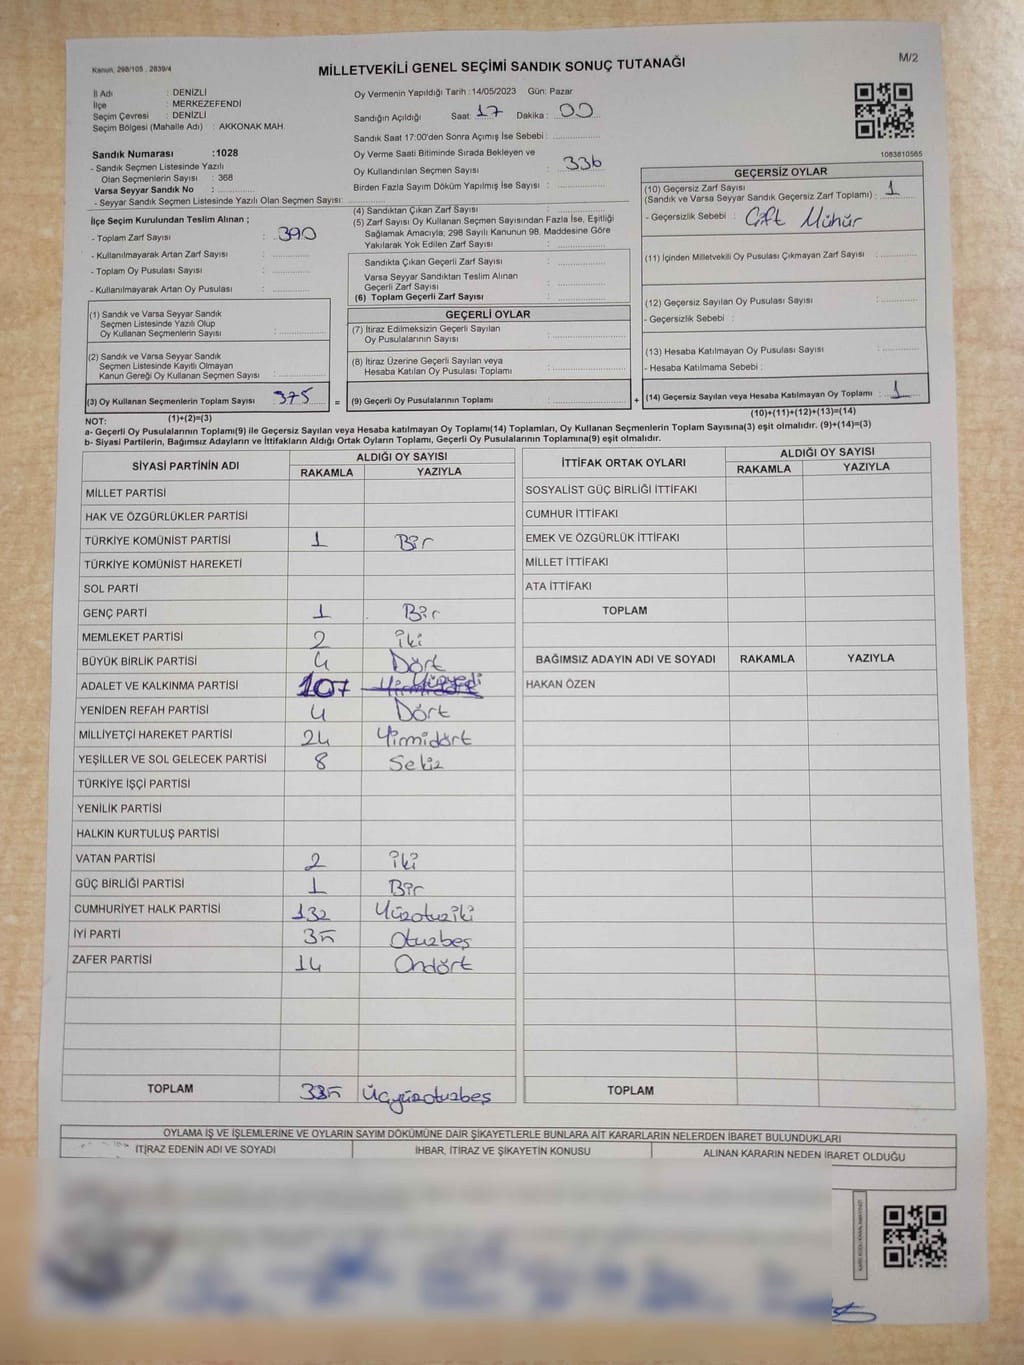 Kanun, 298/105 , 2839/4
MİLLETVEKİLİ GENEL SEÇİMİ SANDIK SONUÇ TUTANAĞI
M/2
İl Adı : DENİZLİ
İlçe : MERKEZEFENDİ
Seçim Çevresi : DENİZLİ
Seçim Bölgesi (Mahalle Adı) : AKKONAK MAH.
Sandık Numarası :1028
- Sandık Seçmen Listesinde Yazılı
Olan Seçmenlerin Sayısı : 368
Varsa Seyyar Sandık No :
- Seyyar Sandık Seçmen Listesinde Yazılı Olan Seçmen Sayısı:
İlçe Seçim Kurulundan Teslim Alınan ;
- Toplam Zarf Sayısı : 390
- Kullanılmayarak Artan Zarf Sayısı :
- Toplam Oy Pusulası Sayısı :
- Kullanılmayarak Artan Oy Pusulası :
Oy Vermenin Yapıldığı Tarih :14/05/2023 Gün: Pazar
Sandığın Açıldığı Saat: 17 Dakika : 00
Sandık Saat 17:00'den Sonra Açılmış İse Sebebi :
Oy Verme Saati Bitiminde Sırada Bekleyen ve
Oy Kullandırılan Seçmen Sayısı : 336
Birden Fazla Sayım Döküm Yapılmış İse Sayısı :
(4) Sandıktan Çıkan Zarf Sayısı :
(5) Zarf Sayısı Oy Kullanan Seçmen Sayısından Fazla İse, Eşitliği
Sağlamak Amacıyla; 298 Sayılı Kanunun 98. Maddesine Göre
Yakılarak Yok Edilen Zarf Sayısı :
Sandıkta Çıkan Geçerli Zarf Sayısı :
Varsa Seyyar Sandıktan Teslim Alınan
Geçerli Zarf Sayısı :
(6) Toplam Geçerli Zarf Sayısı :
1083810565
GEÇERSİZ OYLAR
(10) Geçersiz Zarf Sayısı
(Sandık ve Varsa Seyyar Sandık Geçersiz Zarf Toplamı) : 1
- Geçersizlik Sebebi : Çift Mühür
(11) İçinden Milletvekili Oy Pusulası Çıkmayan Zarf Sayısı :
(12) Geçersiz Sayılan Oy Pusulası Sayısı :
- Geçersizlik Sebebi :
(13) Hesaba Katılmayan Oy Pusulası Sayısı :
- Hesaba Katılmama Sebebi :
(14) Geçersiz Sayılan veya Hesaba Katılmayan Oy Toplamı : 1
(1) Sandık ve Varsa Seyyar Sandık
Seçmen Listesinde Yazılı Olup
Oy Kullanan Seçmenlerin Sayısı :
(2) Sandık ve Varsa Seyyar Sandık
Seçmen Listesinde Kayıtlı Olmayan
Kanun Gereği Oy Kullanan Seçmen Sayısı :
(3) Oy Kullanan Seçmenlerin Toplam Sayısı : 375 =
GEÇERLİ OYLAR
(7) İtiraz Edilmeksizin Geçerli Sayılan
Oy Pusulalarının Sayısı :
(8) İtiraz Üzerine Geçerli Sayılan veya
Hesaba Katılan Oy Pusulası Toplamı :
(9) Geçerli Oy Pusulalarının Toplamı : +
NOT: (1)+(2)=(3) (10)+(11)+(12)+(13)=(14)
a- Geçerli Oy Pusulalarının Toplamı(9) ile Geçersiz Sayılan veya Hesaba katılmayan Oy Toplamı(14) Toplamları, Oy Kullanan Seçmenlerin Toplam Sayısına(3) eşit olmalıdır. (9)+(14)=(3)
b- Siyasi Partilerin, Bağımsız Adayların ve İttifakların Aldığı Ortak Oyların Toplamı, Geçerli Oy Pusulalarının Toplamına(9) eşit olmalıdır.
SİYASİ PARTİNİN ADI ALDIĞI OY SAYISI
RAKAMLA YAZIYLA
MİLLET PARTİSİ
HAK VE ÖZGÜRLÜKLER PARTİSİ
TÜRKİYE KOMÜNİST PARTİSİ 1 Bir
TÜRKİYE KOMÜNİST HAREKETİ
SOL PARTİ
GENÇ PARTİ 1 Bir
MEMLEKET PARTİSİ 2 iki
BÜYÜK BİRLİK PARTİSİ 4 Dört
ADALET VE KALKINMA PARTİSİ 107 Yüzyedi
YENİDEN REFAH PARTİSİ 4 Dört
MİLLİYETÇİ HAREKET PARTİSİ 24 Yirmidört
YEŞİLLER VE SOL GELECEK PARTİSİ 8 Sekiz
TÜRKİYE İŞÇİ PARTİSİ
YENİLİK PARTİSİ
HALKIN KURTULUŞ PARTİSİ
VATAN PARTİSİ 2 iki
GÜÇ BİRLİĞİ PARTİSİ 1 Bir
CUMHURİYET HALK PARTİSİ 132 Yüzotuziki
İYİ PARTİ 35 Otuzbeş
ZAFER PARTİSİ 14 Ondört
TOPLAM 335 Üçyüzotuzbeş
İTTİFAK ORTAK OYLARI ALDIĞI OY SAYISI
RAKAMLA YAZIYLA
SOSYALİST GÜÇ BİRLİĞİ İTTİFAKI
CUMHUR İTTİFAKI
EMEK VE ÖZGÜRLÜK İTTİFAKI
MİLLET İTTİFAKI
ATA İTTİFAKI
TOPLAM
BAĞIMSIZ ADAYIN ADI VE SOYADI RAKAMLA YAZIYLA
HAKAN ÖZEN
TOPLAM
OYLAMA İŞ VE İŞLEMLERİNE VE OYLARIN SAYIM DÖKÜMÜNE DAİR ŞİKAYETLERLE BUNLARA AİT KARARLARIN NELERDEN İBARET BULUNDUKLARI
İTİRAZ EDENİN ADI VE SOYADI İHBAR, İTİRAZ VE ŞİKAYETİN KONUSU ALINAN KARARIN NEDEN İBARET OLDUĞU